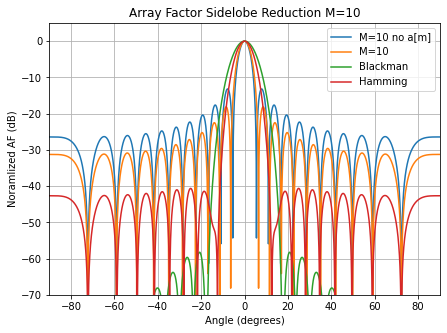 Array Factor Sidelobe Reduction M=10
M=10 no a[m]
M=10
Blackman
Hamming
Noramlized AF (dB)
0
−10
−20
−30
−40
−50
−60
−70
−80 −60 −40 −20 0 20 40 60 80
Angle (degrees)